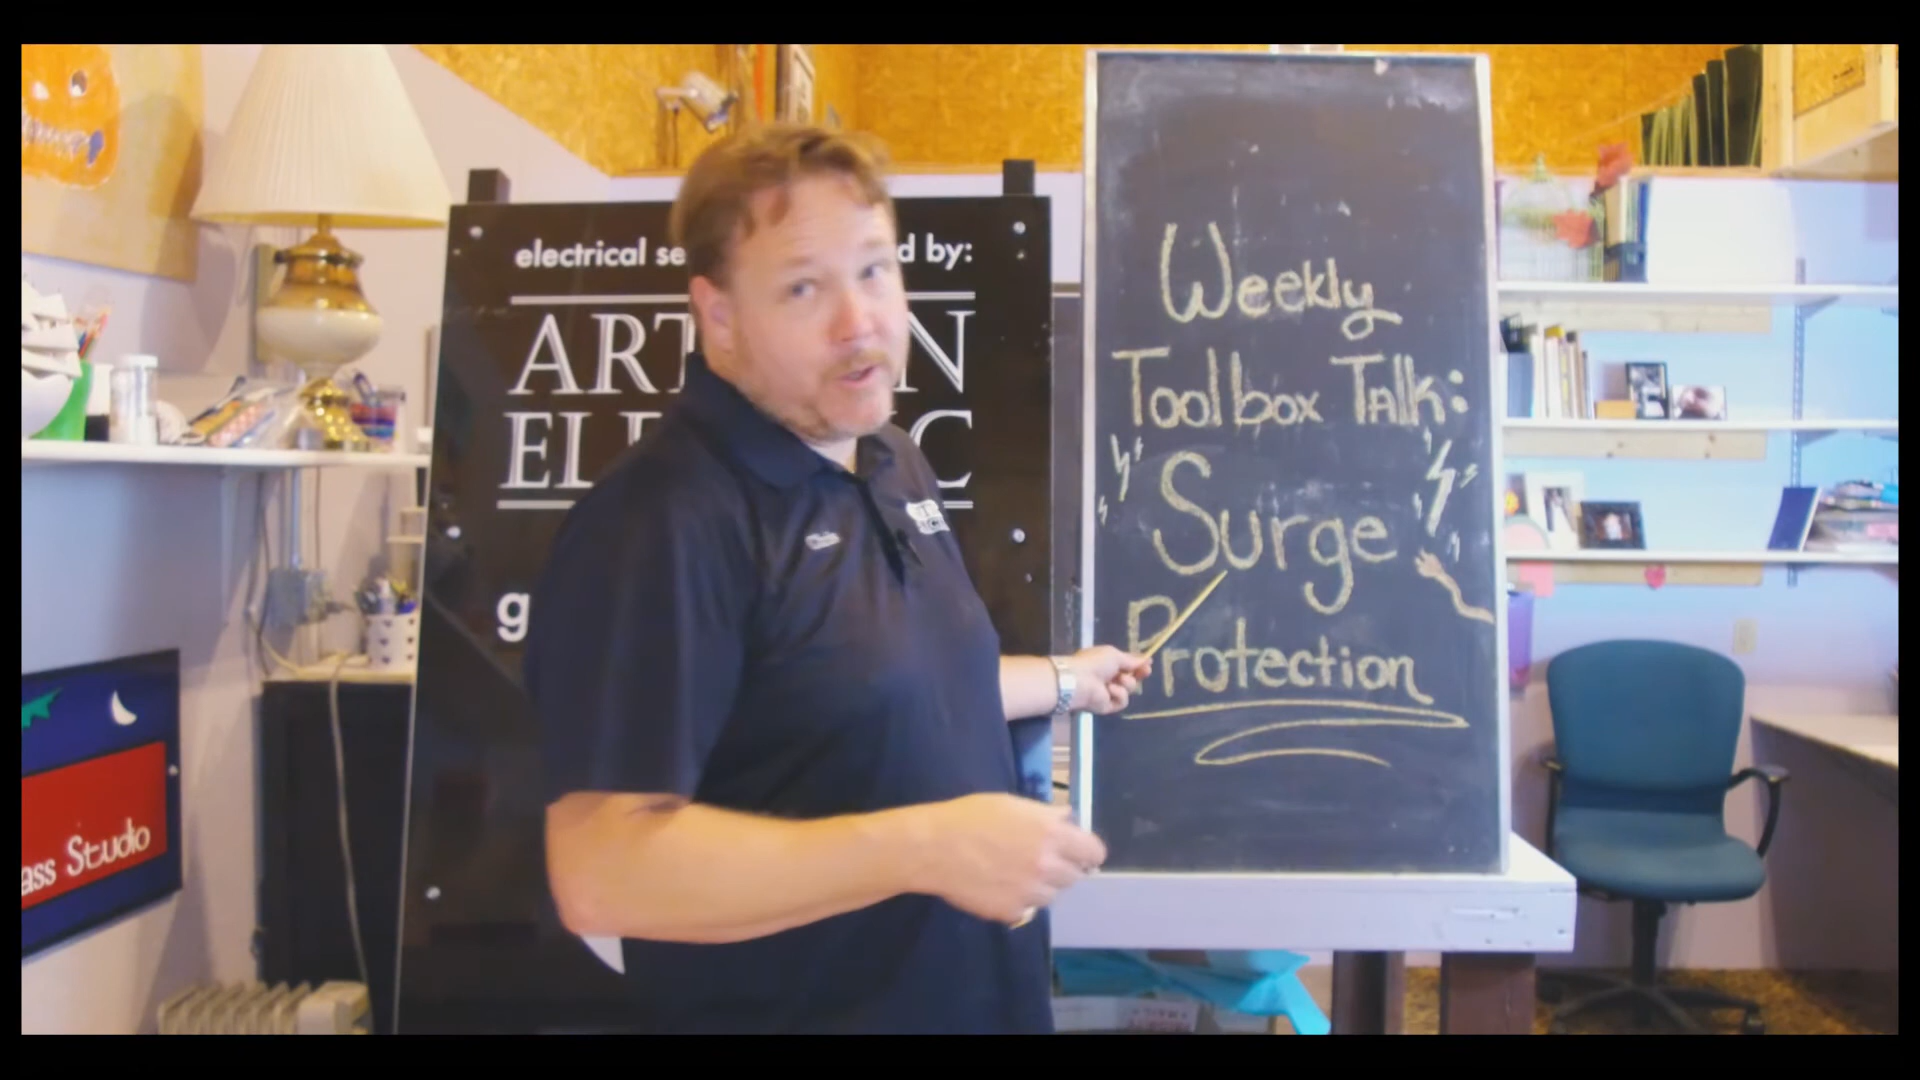 electrical se d by:
ART N
EL C
g
Weekly
Toolbox Talk:
Surge
Protection
ass Studio